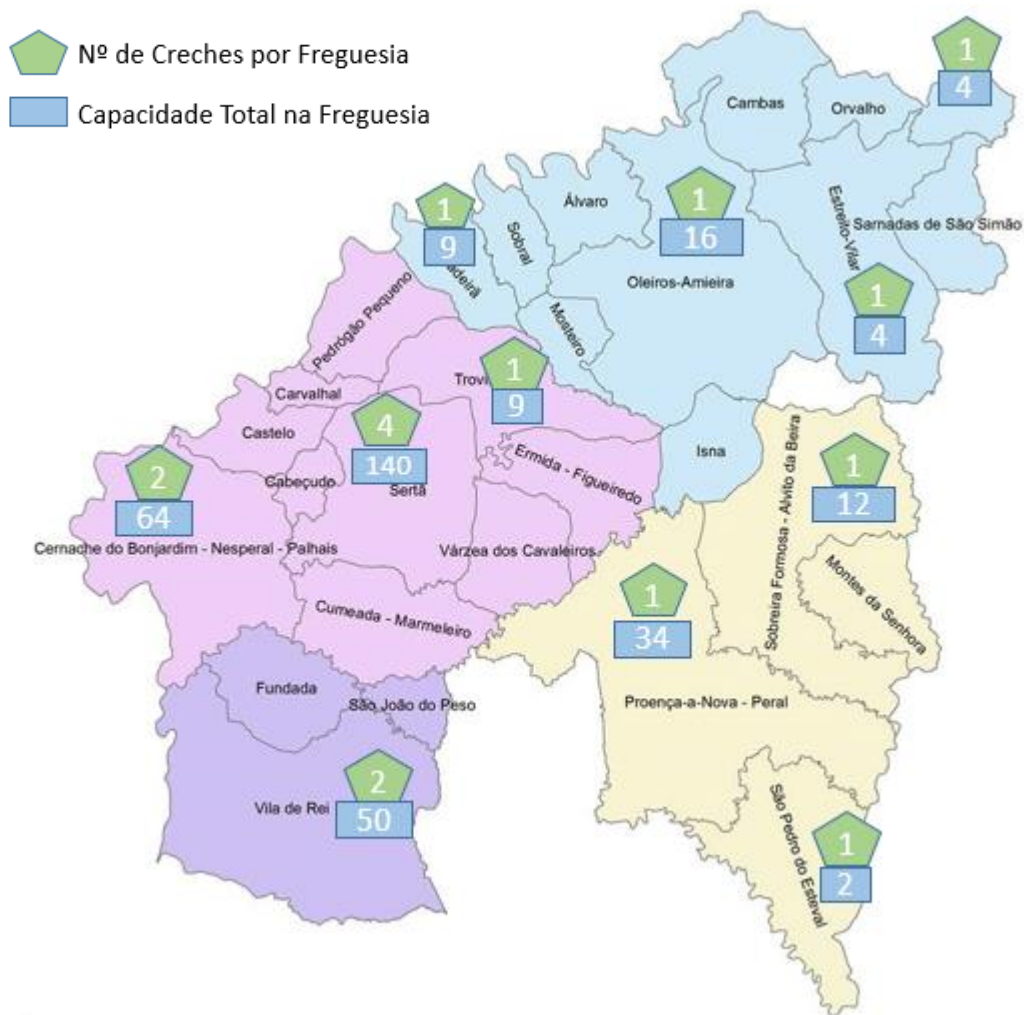 Nº de Creches por Freguesia
Capacidade Total na Freguesia
1
4
Cambas
Orvalho
Álvaro
1
16
Estreito-Vilar
Sarnadas de São Simão
1
9
Sobral
Oleiros-Amieira
1
4
Pedrógão Pequeno
Mosteiro
1
9
Carvalhal
Castelo
4
140
Sertã
Isna
Ermida - Figueiredo
Cabeçudo
2
64
Cernache do Bonjardim - Nesperal - Palhais
Várzea dos Cavaleiros
Sobreira Formosa - Alvito da Beira
1
12
Montes da Senhora
Cumeada - Marmeleiro
1
34
Proença-a-Nova - Peral
Fundada
São João do Peso
2
50
Vila de Rei
São Pedro do Esteval
1
2